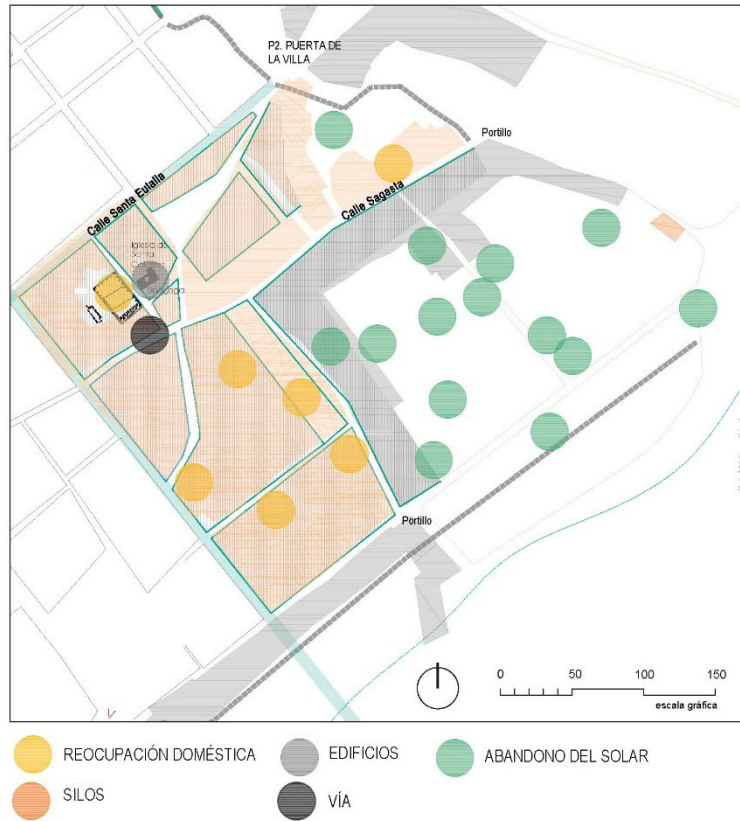 P2. PUERTA DE
LA VILLA
Portillo
Calle Santa Eulalia
Calle Sagasta
Iglesia de
Santa
Portillo
0 50 100 150
escala gráfica
REOCUPACIÓN DOMÉSTICA
EDIFICIOS
ABANDONO DEL SOLAR
SILOS
VÍA